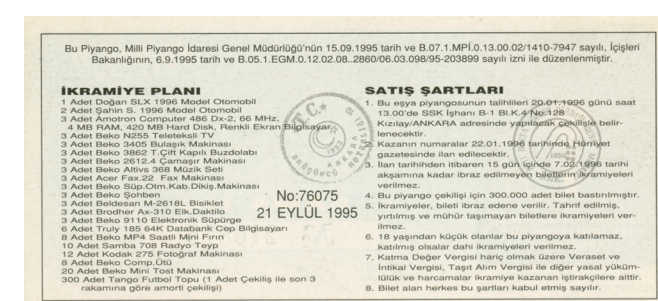 Bu Piyango, Milli Piyango İdaresi Genel Müdürlüğü'nün 15.09.1995 tarih ve B.07.1.MPİ.0.13.00.02/1410-7947 sayılı, İçişleri
Bakanlığının, 6.9.1995 tarih ve B.05.1.EGM.0.12.02.08..2860/06.03.098/95-203899 sayılı izni ile düzenlenmiştir.
İKRAMİYE PLANI
1 Adet Doğan SLX 1996 Model Otomobil
2 Adet Şahin S. 1996 Model Otomobil
3 Adet Amotron Computer 486 Dx-2, 66 MHz,
4 MB RAM, 420 MB Hard Disk, Renkli Ekran Bilgisayar
3 Adet Beko N255 Teleteksli TV
3 Adet Beko 3405 Bulaşık Makinası
3 Adet Beko 3862 T.Çift Kapılı Buzdolabı
3 Adet Beko 2612.4 Çamaşır Makinası
3 Adet Beko Altivs 368 Müzik Seti
3 Adet Acer Fax.22 Fax Makinası
3 Adet Beko Süp.Otm.Kab.Dikiş.Makinası
3 Adet Beko Şohben
3 Adet Beldesan M-2618L Bisiklet
3 Adet Brodher Ax-310 Elk.Daktilo
3 Adet Beko 9110 Elektronik Süpürge
6 Adet Truly 185 64K Databank Cep Bilgisayarı
8 Adet Beko MP4 Saatli Mini Fırın
10 Adet Samba 708 Radyo Teyp
12 Adet Kodak 275 Fotoğraf Makinası
8 Adet Beko Comp.Ütü
20 Adet Beko Mini Tost Makinası
300 Adet Tango Futbol Topu (1 Adet Çekiliş ile son 3
rakamına göre amorti çekilişi)
No:76075
21 EYLÜL 1995
T.C.
SATIŞ ŞARTLARI
1. Bu eşya piyangosunun talihlileri 20.01.1996 günü saat
13.00'de SSK İşhanı B-1 Bl.K.4 No:128
Kızılay/ANKARA adresinde yapılacak çekilişle belir-
lenecektir.
2. Kazanan numaralar 22.01.1996 tarihinde Hürriyet
gazetesinde ilan edilecektir.
3. İlan tarihinden itibaren 15 gün içinde 7.02.1996 tarihi
akşamına kadar ibraz edilmeyen biletlerin ikramiyeleri
verilmez.
4. Bu piyango çekilişi için 300.000 adet bilet bastırılmıştır.
5. İkramiyeler, bileti ibraz edene verilir. Tahrif edilmiş,
yırtılmış ve mühür taşımayan biletlere ikramiyeleri ver-
ilmez.
6. 18 yaşından küçük olanlar bu piyangoya katılamaz,
katılmış olsalar dahi ikramiyeleri verilmez.
7. Katma Değer Vergisi hariç olmak üzere Veraset ve
İntikal Vergisi, Taşıt Alım Vergisi ile diğer yasal yüküm-
lülük ve harcamalar ikramiye kazanan iştirakçilere aittir.
8. Bilet alan herkes bu şartları kabul etmiş sayılır.